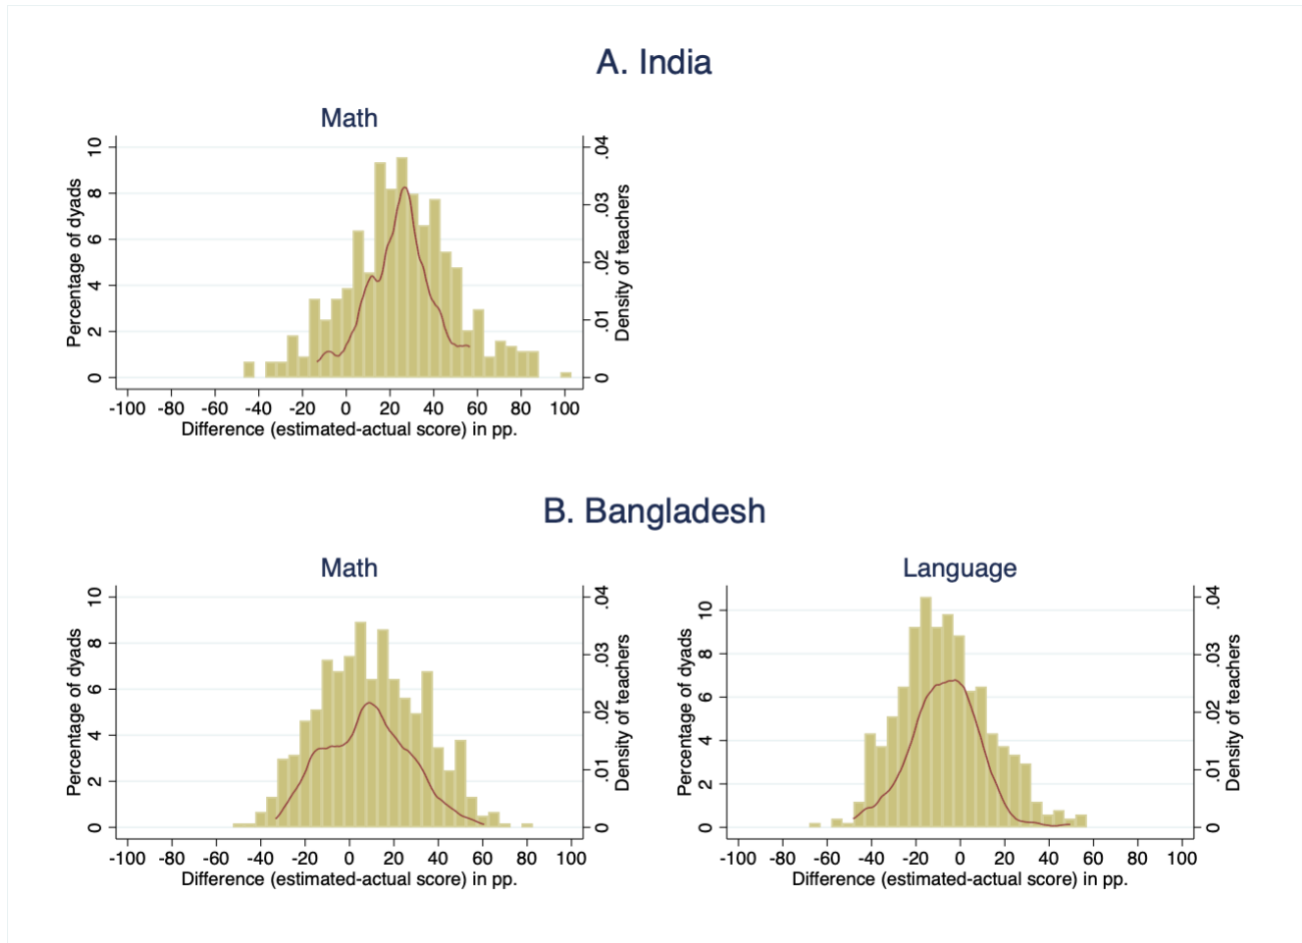 A. India
Math
Percentage of dyads
0 2 4 6 8 10
Density of teachers
0 .01 .02 .03 .04
-100 -80 -60 -40 -20 0 20 40 60 80 100
Difference (estimated-actual score) in pp.
B. Bangladesh
Math
Percentage of dyads
0 2 4 6 8 10
Density of teachers
0 .01 .02 .03 .04
-100 -80 -60 -40 -20 0 20 40 60 80 100
Difference (estimated-actual score) in pp.
Language
Percentage of dyads
0 2 4 6 8 10
Density of teachers
0 .01 .02 .03 .04
-100 -80 -60 -40 -20 0 20 40 60 80 100
Difference (estimated-actual score) in pp.